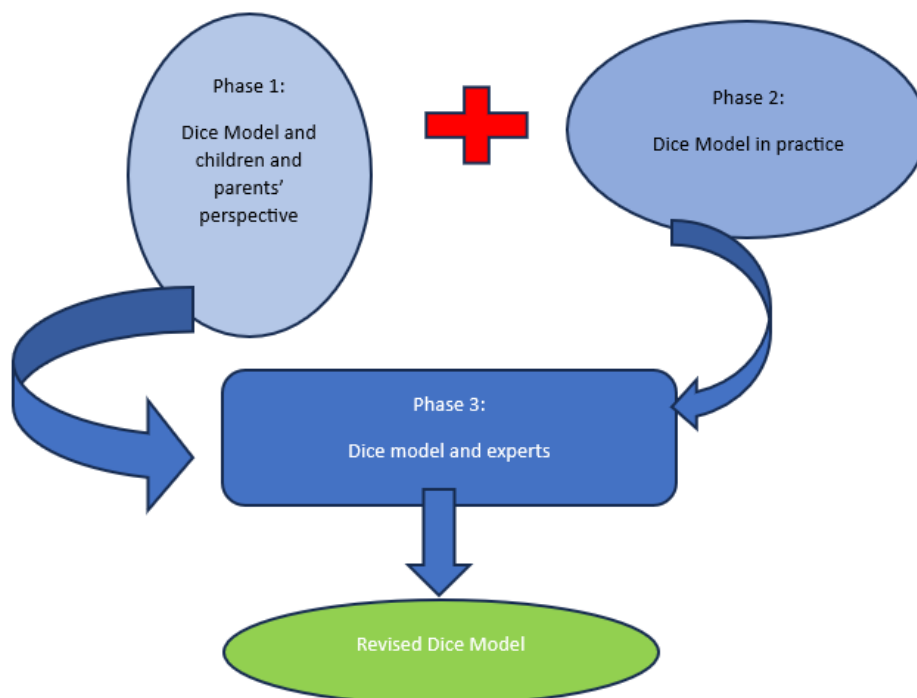 Phase 1:
Dice Model and
children and
parents’
perspective
Phase 2:
Dice Model in practice
Phase 3:
Dice model and experts
Revised Dice Model